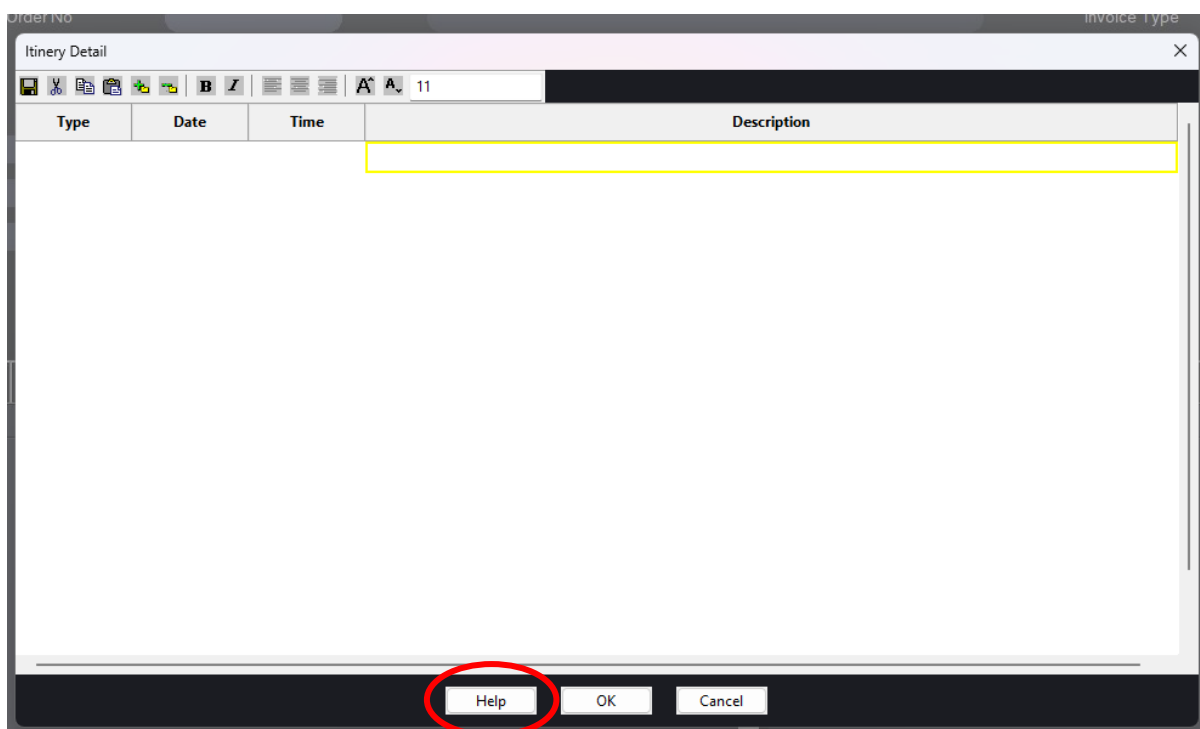 Order No Invoice Type
Itinery Detail
B I A A 11
Type Date Time Description
Help OK Cancel